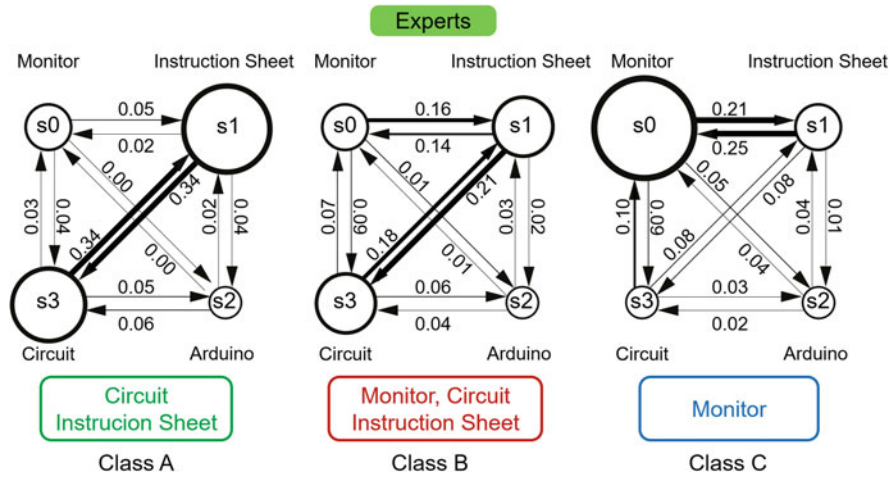 Experts
Monitor Instruction Sheet
s0 s1 s3 s2
0.05
0.02
0.00
0.00
0.03
0.04
0.34
0.34
0.02
0.04
0.05
0.06
Circuit Arduino
Circuit
Instrucion Sheet
Class A
Monitor Instruction Sheet
s0 s1 s3 s2
0.16
0.14
0.01
0.01
0.07
0.09
0.18
0.21
0.03
0.02
0.06
0.04
Circuit Arduino
Monitor, Circuit
Instruction Sheet
Class B
Monitor Instruction Sheet
s0 s1 s3 s2
0.21
0.25
0.05
0.04
0.10
0.09
0.08
0.08
0.04
0.01
0.03
0.02
Circuit Arduino
Monitor
Class C